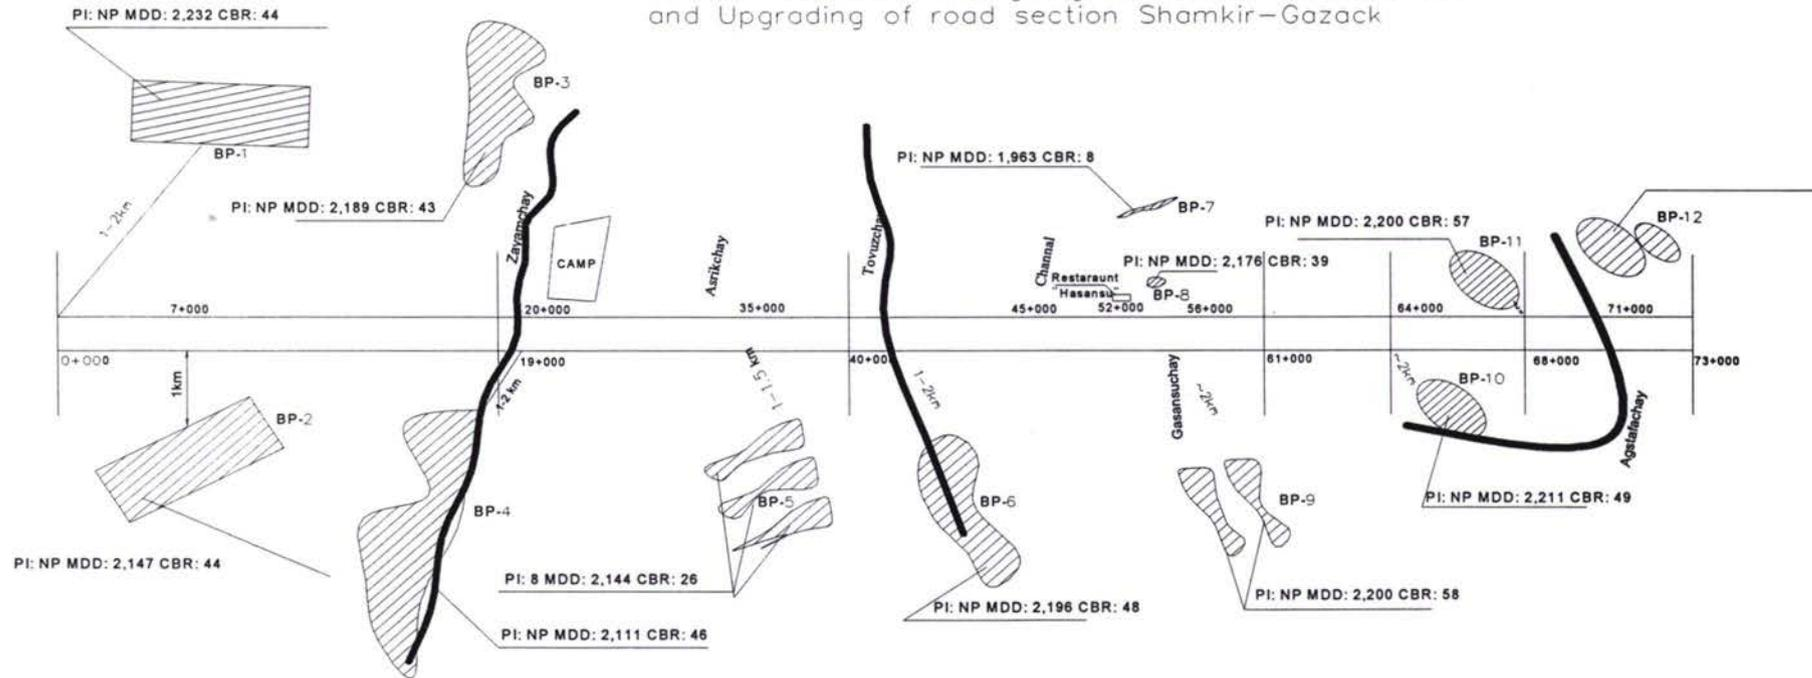 and Upgrading of road section Shamkir-Gazack
PI: NP MDD: 2,232 CBR: 44
BP-3
BP-1
PI: NP MDD: 1,963 CBR: 8
1-2km
PI: NP MDD: 2,189 CBR: 43
Zayamchay
BP-7
PI: NP MDD: 2,200 CBR: 57
BP-12
BP-11
Asrikchay
Tovuzchay
Channal
CAMP
PI: NP MDD: 2,176 CBR: 39
Restaraunt
"Hasansu"
BP-8
7+000
20+000
35+000
45+000
52+000
56+000
64+000
71+000
0+000
19+000
40+000
61+000
68+000
73+000
1km
1-2 km
1-1.5 km
1-2km
Gasansuchay
~2km
~2km
BP-10
BP-2
Agstafachay
BP-4
BP-5
BP-6
BP-9
PI: NP MDD: 2,211 CBR: 49
PI: NP MDD: 2,147 CBR: 44
PI: 8 MDD: 2,144 CBR: 26
PI: NP MDD: 2,196 CBR: 48
PI: NP MDD: 2,200 CBR: 58
PI: NP MDD: 2,111 CBR: 46